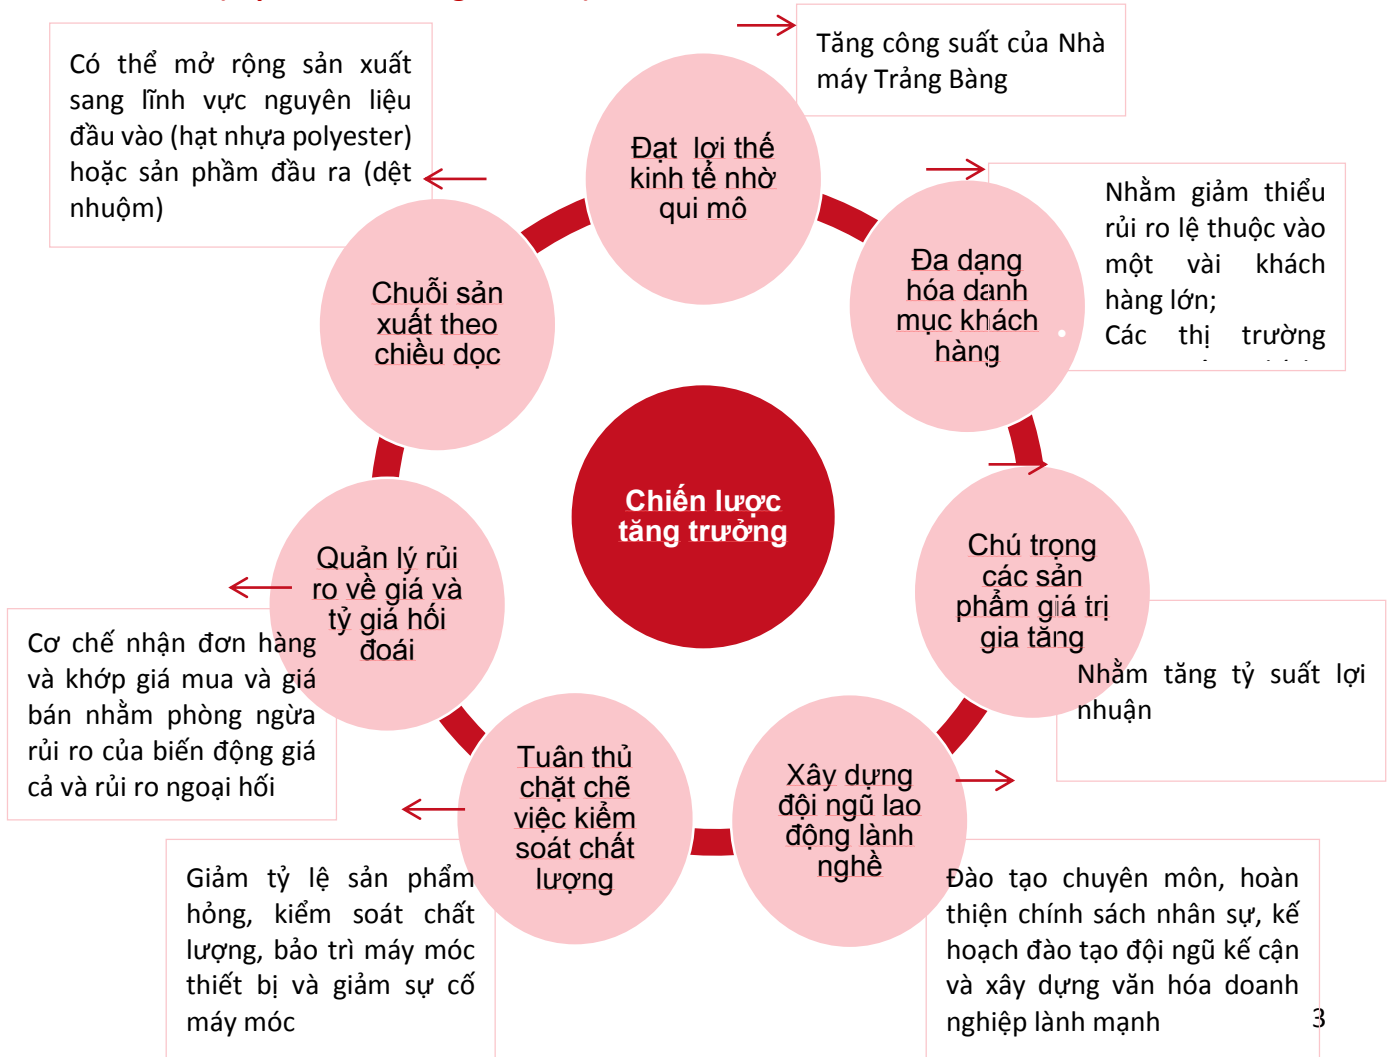 Tăng công suất của Nhà
máy Trảng Bàng
Có thể mở rộng sản xuất
sang lĩnh vực nguyên liệu
đầu vào (hạt nhựa polyester)
hoặc sản phầm đầu ra (dệt
nhuộm)
Đạt lợi thế
kinh tế nhờ
qui mô
Nhằm giảm thiểu
rủi ro lệ thuộc vào
một vài khách
hàng lớn;
Các thị trường
Đa dạng
hóa danh
mục khách
hàng
Chuỗi sản
xuất theo
chiều dọc
Chiến lược
tăng trưởng
Chú trọng
các sản
phẩm giá trị
gia tăng
Nhằm tăng tỷ suất lợi
nhuận
Quản lý rủi
ro về giá và
tỷ giá hối
đoái
Cơ chế nhận đơn hàng
và khớp giá mua và giá
bán nhằm phòng ngừa
rủi ro của biến động giá
cả và rủi ro ngoại hối
Tuân thủ
chặt chẽ
việc kiểm
soát chất
lượng
Xây dựng
đội ngũ lao
động lành
nghề
Giảm tỷ lệ sản phẩm
hỏng, kiểm soát chất
lượng, bảo trì máy móc
thiết bị và giảm sự cố
máy móc
Đào tạo chuyên môn, hoàn
thiện chính sách nhân sự, kế
hoạch đào tạo đội ngũ kế cận
và xây dựng văn hóa doanh
nghiệp lành mạnh
3